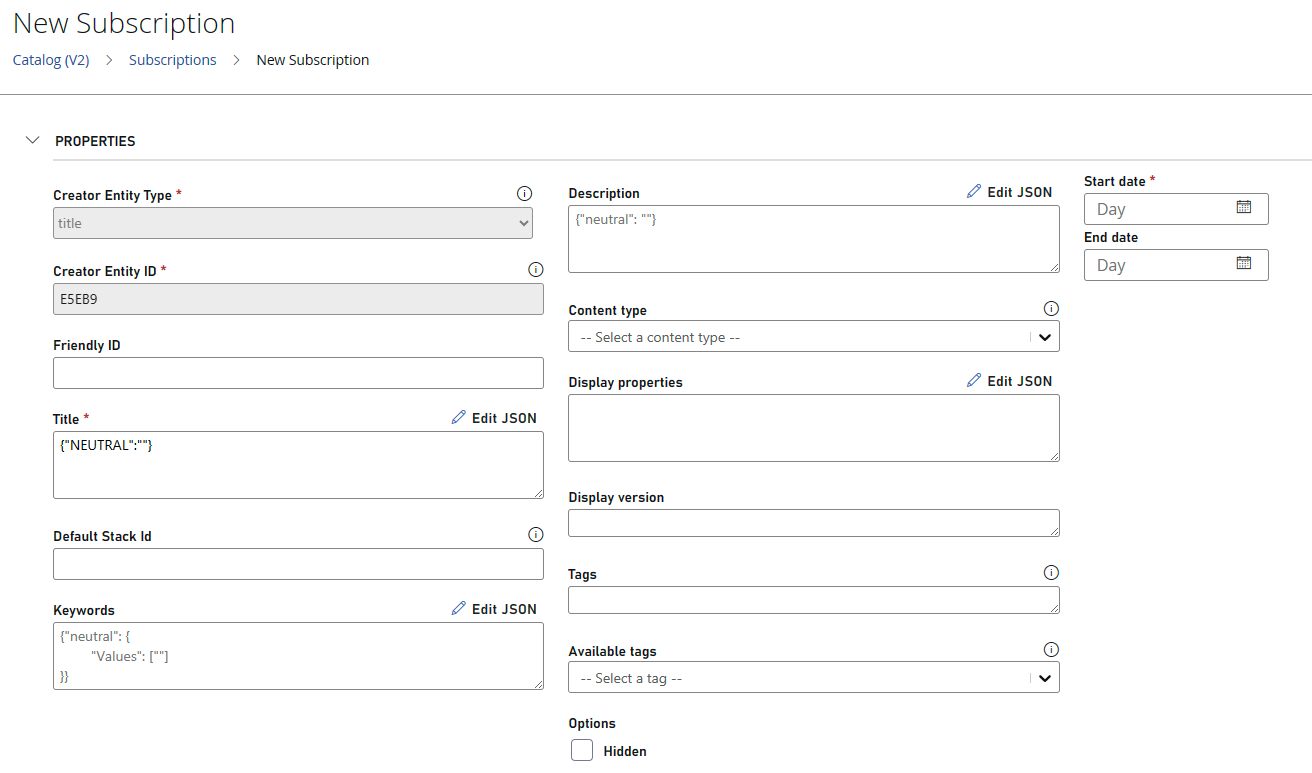 New Subscription
Catalog (V2) > Subscriptions > New Subscription
PROPERTIES
Creator Entity Type *
title
Creator Entity ID *
E5EB9
Friendly ID
Title *
Edit JSON
{"NEUTRAL":""}
Default Stack Id
Keywords
Edit JSON
{"neutral": {
"Values": [""]
}}
Description
Edit JSON
{"neutral": ""}
Content type
-- Select a content type --
Display properties
Edit JSON
Display version
Tags
Available tags
-- Select a tag --
Options
Hidden
Start date *
Day
End date
Day